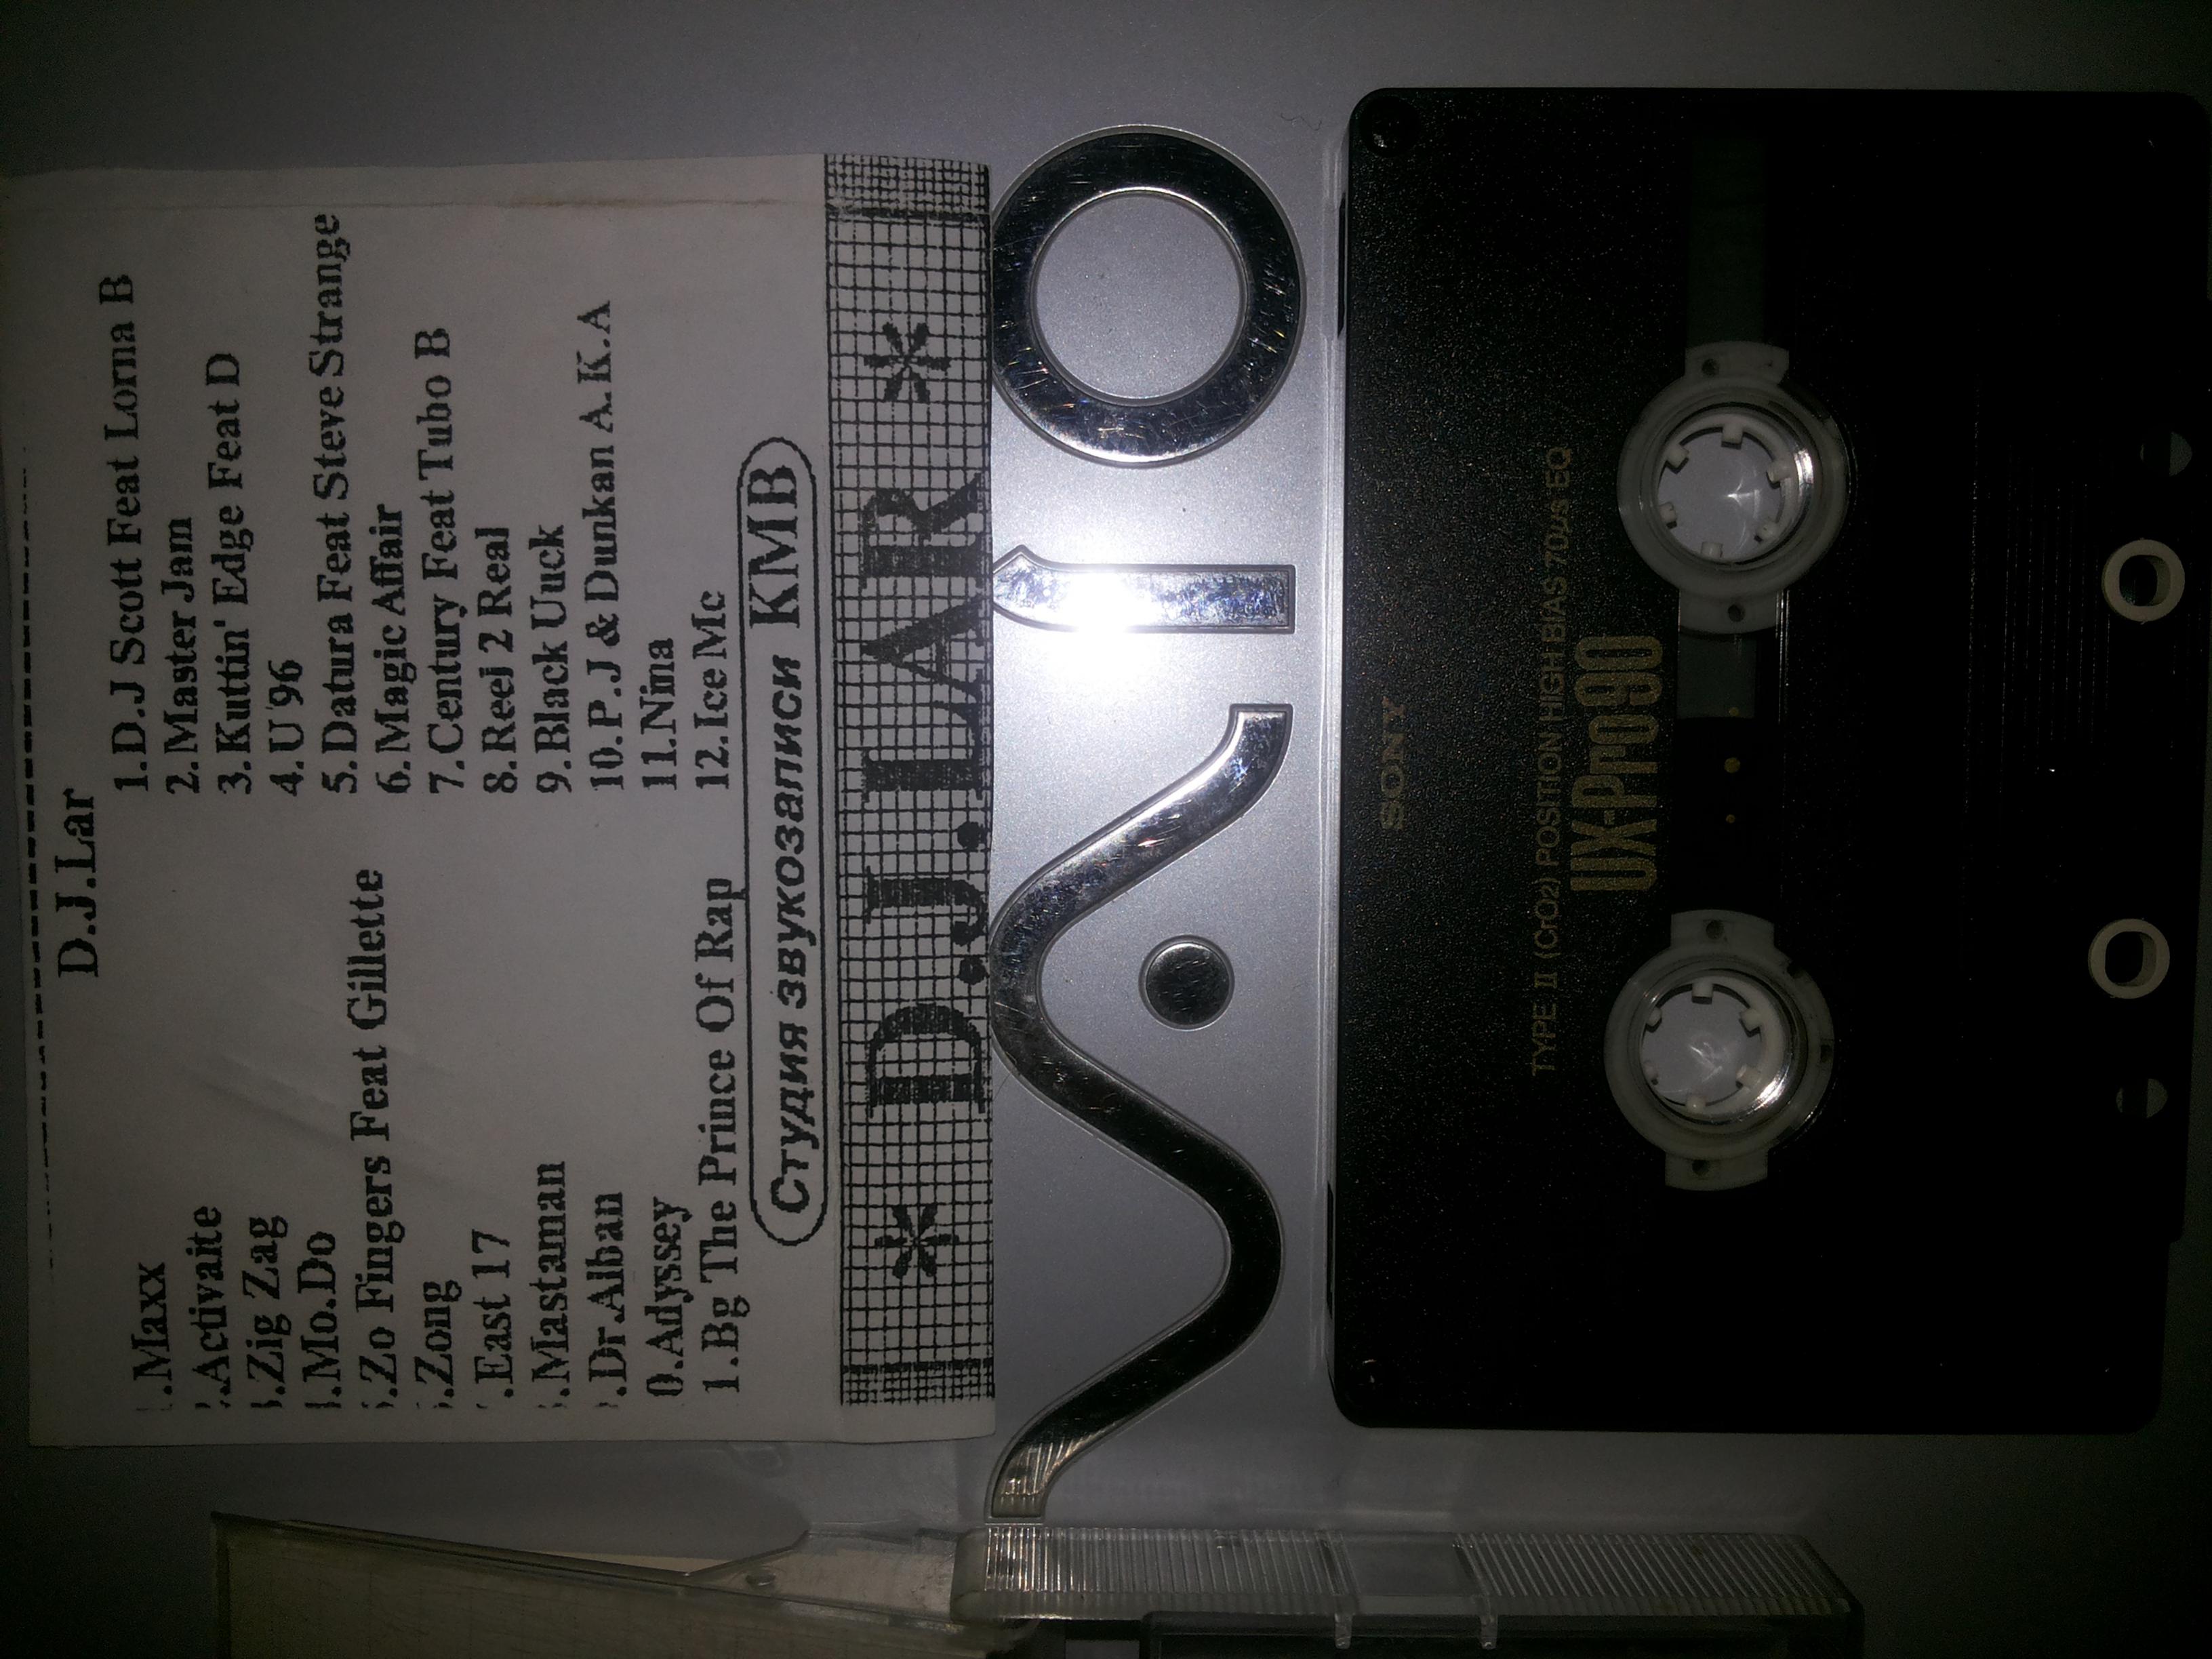 D.J.Lar
.Maxx
.Activaite
.Zig Zag
.Mo.Do
.Zo Fingers Feat Gillette
.Zong
.East 17
.Mastaman
.Dr.Alban
0.Adyssey
1.Bg The Prince Of Rap
1.D.J Scott Feat Lorna B
2.Master Jam
3.Kuttin' Edge Feat D
4.U'96
5.Datura Feat Steve Strange
6.Magic Affair
7.Century Feat Tubo B
8.Reel 2 Real
9.Black Uuck
10.P.J & Dunkan A.K.A
11.Nina
12.Ice Mc
Студия звукозаписи KMB
* D.J.LAR *
VAIO
SONY
TYPE II (CrO2) POSITION HIGH BIAS 70µs EQ
UX-Pro90